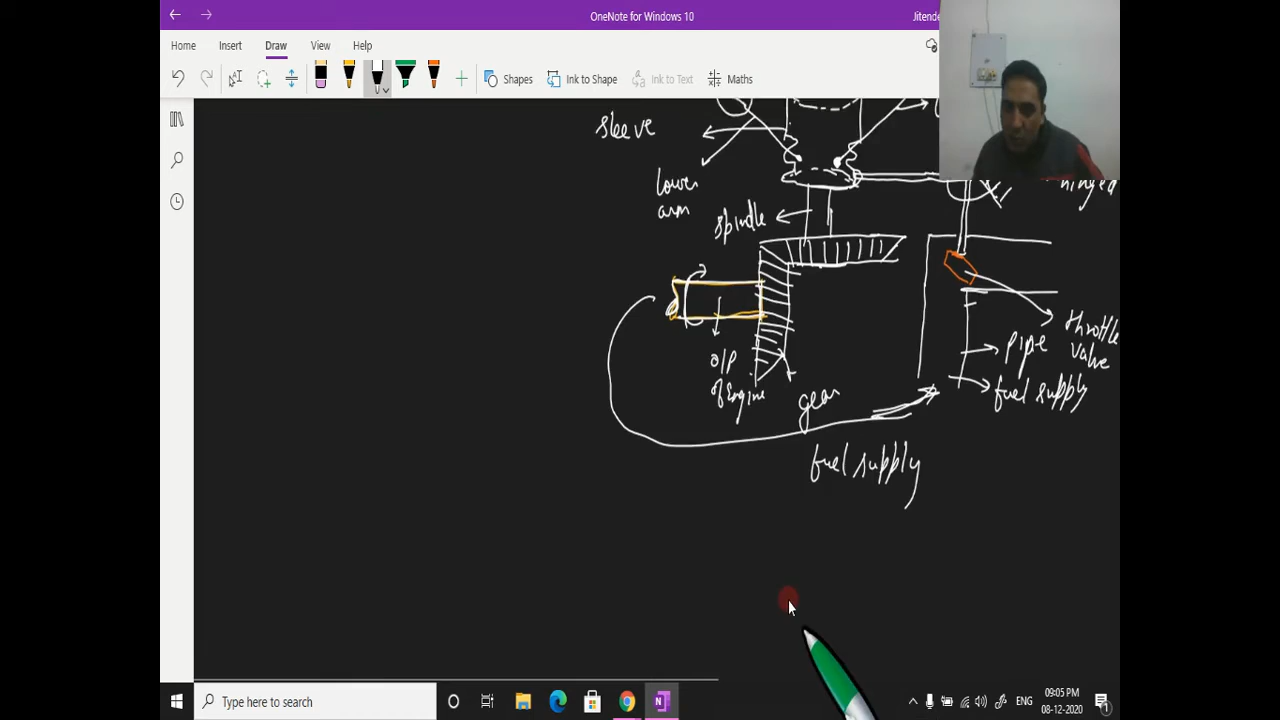 OneNote for Windows 10
Jitende
Home
Insert
Draw
View
Help
Shapes
Ink to Shape
Ink to Text
Maths
sleeve
lower
arm
spindle
hinged
O/P
of Engine
gear
throttle
valve
pipe
fuel supply
fuel supply
Type here to search
ENG
09:05 PM
08-12-2020